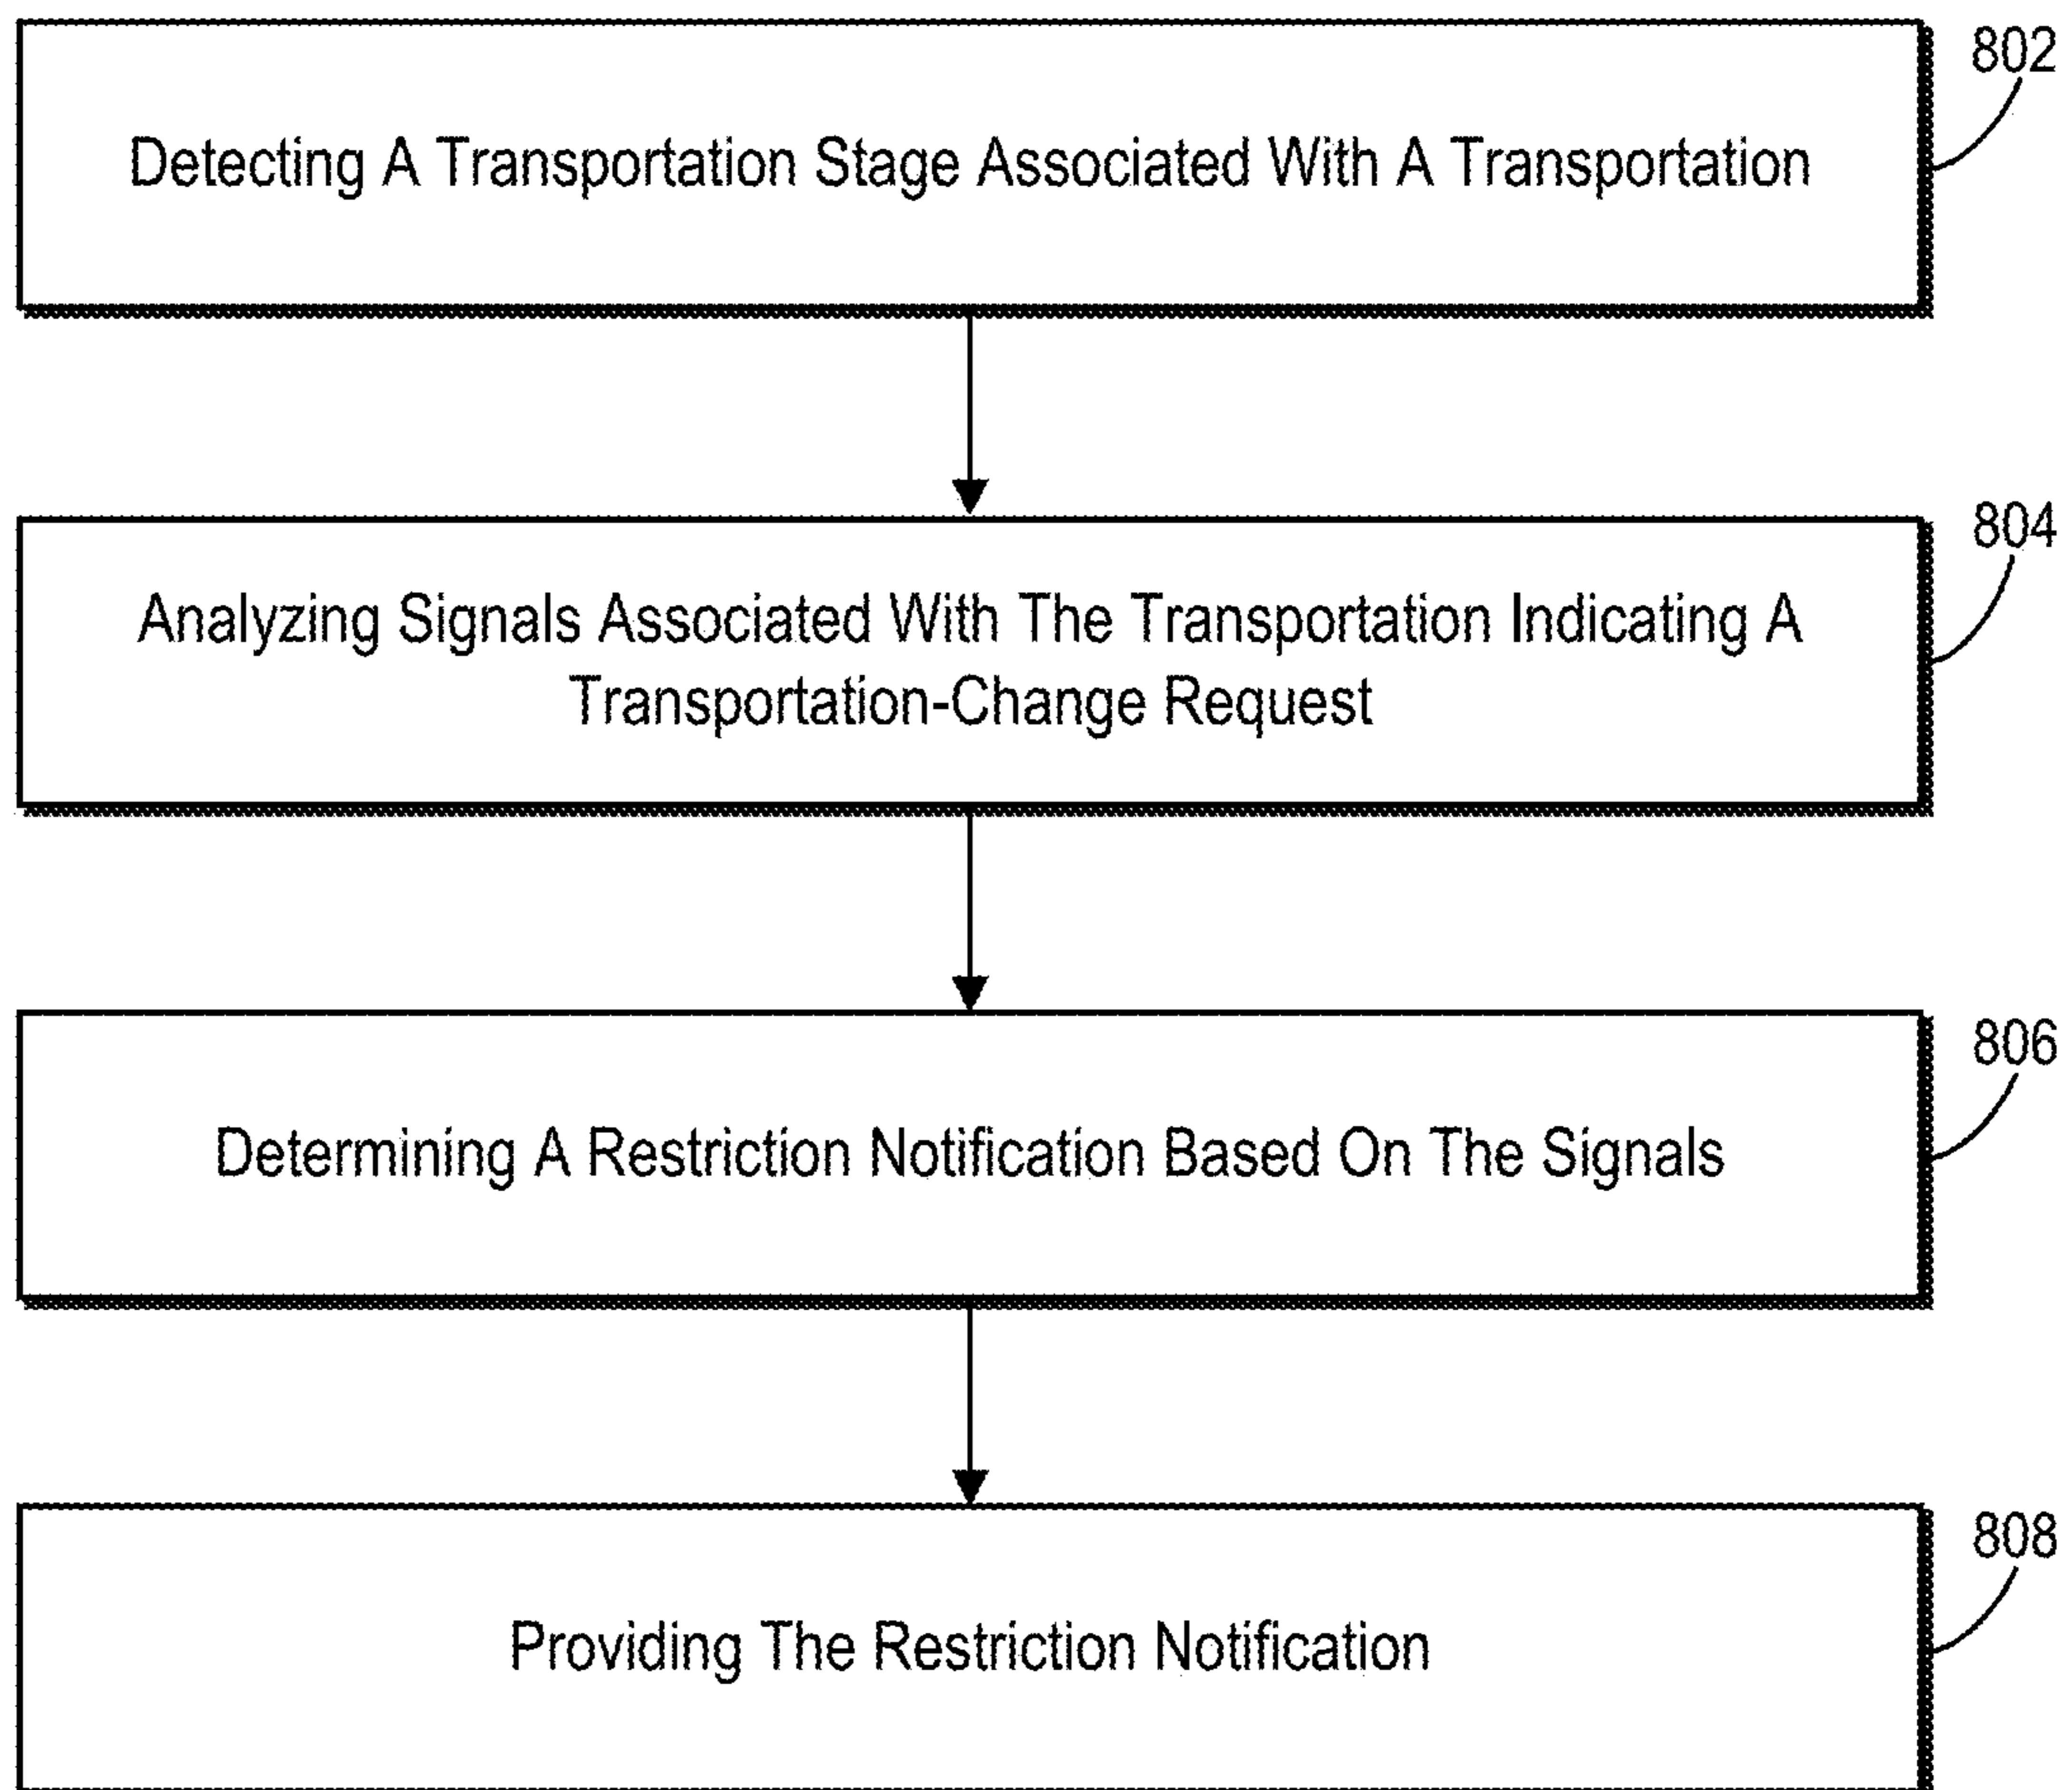 802
Detecting A Transportation Stage Associated With A Transportation
804
Analyzing Signals Associated With The Transportation Indicating A
Transportation-Change Request
806
Determining A Restriction Notification Based On The Signals
808
Providing The Restriction Notification